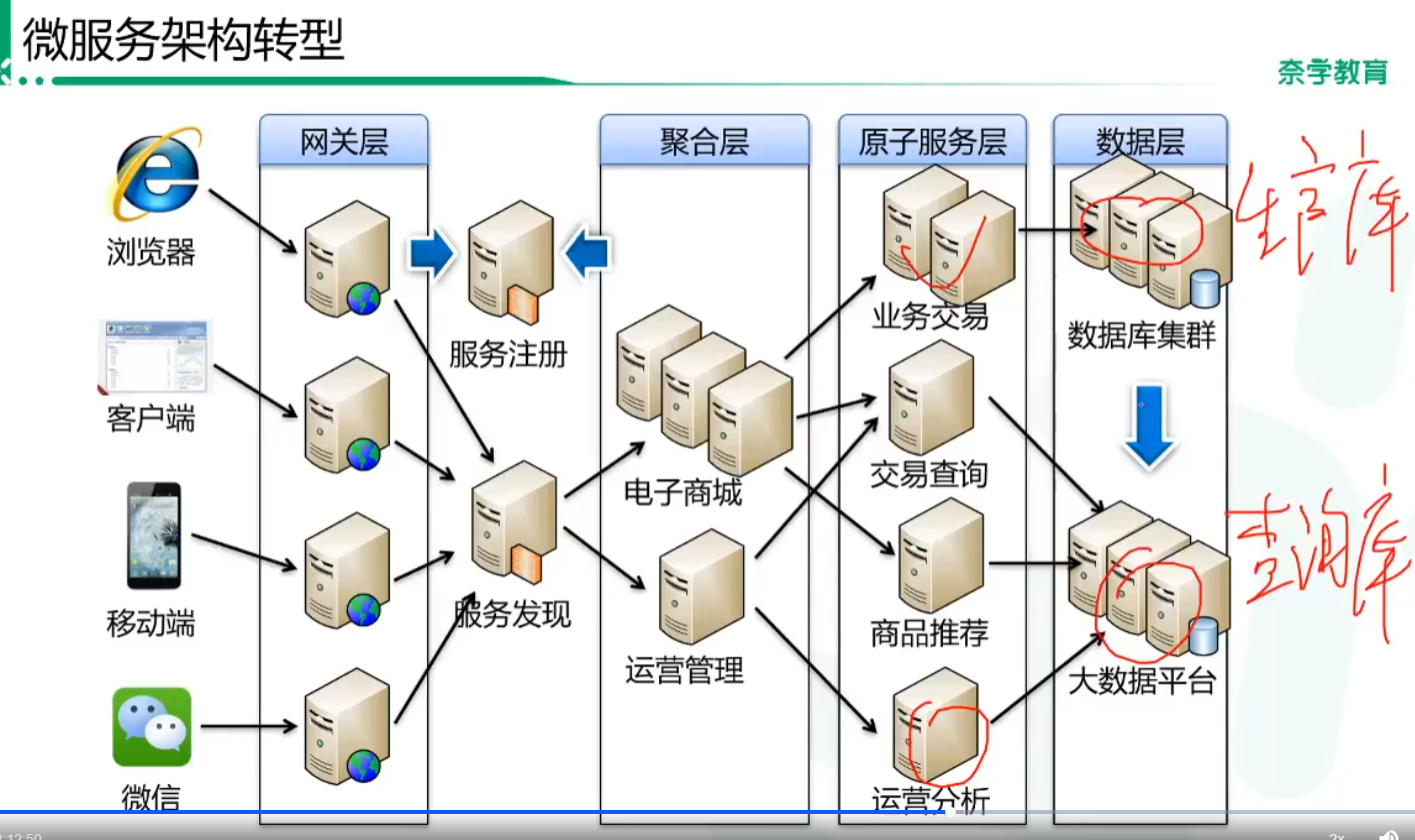 微服务架构转型
奈学教育
网关层
聚合层
原子服务层
数据层
浏览器
客户端
移动端
微信
服务注册
服务发现
电子商城
运营管理
业务交易
交易查询
商品推荐
运营分析
数据库集群
大数据平台
生产库
查询库
2x